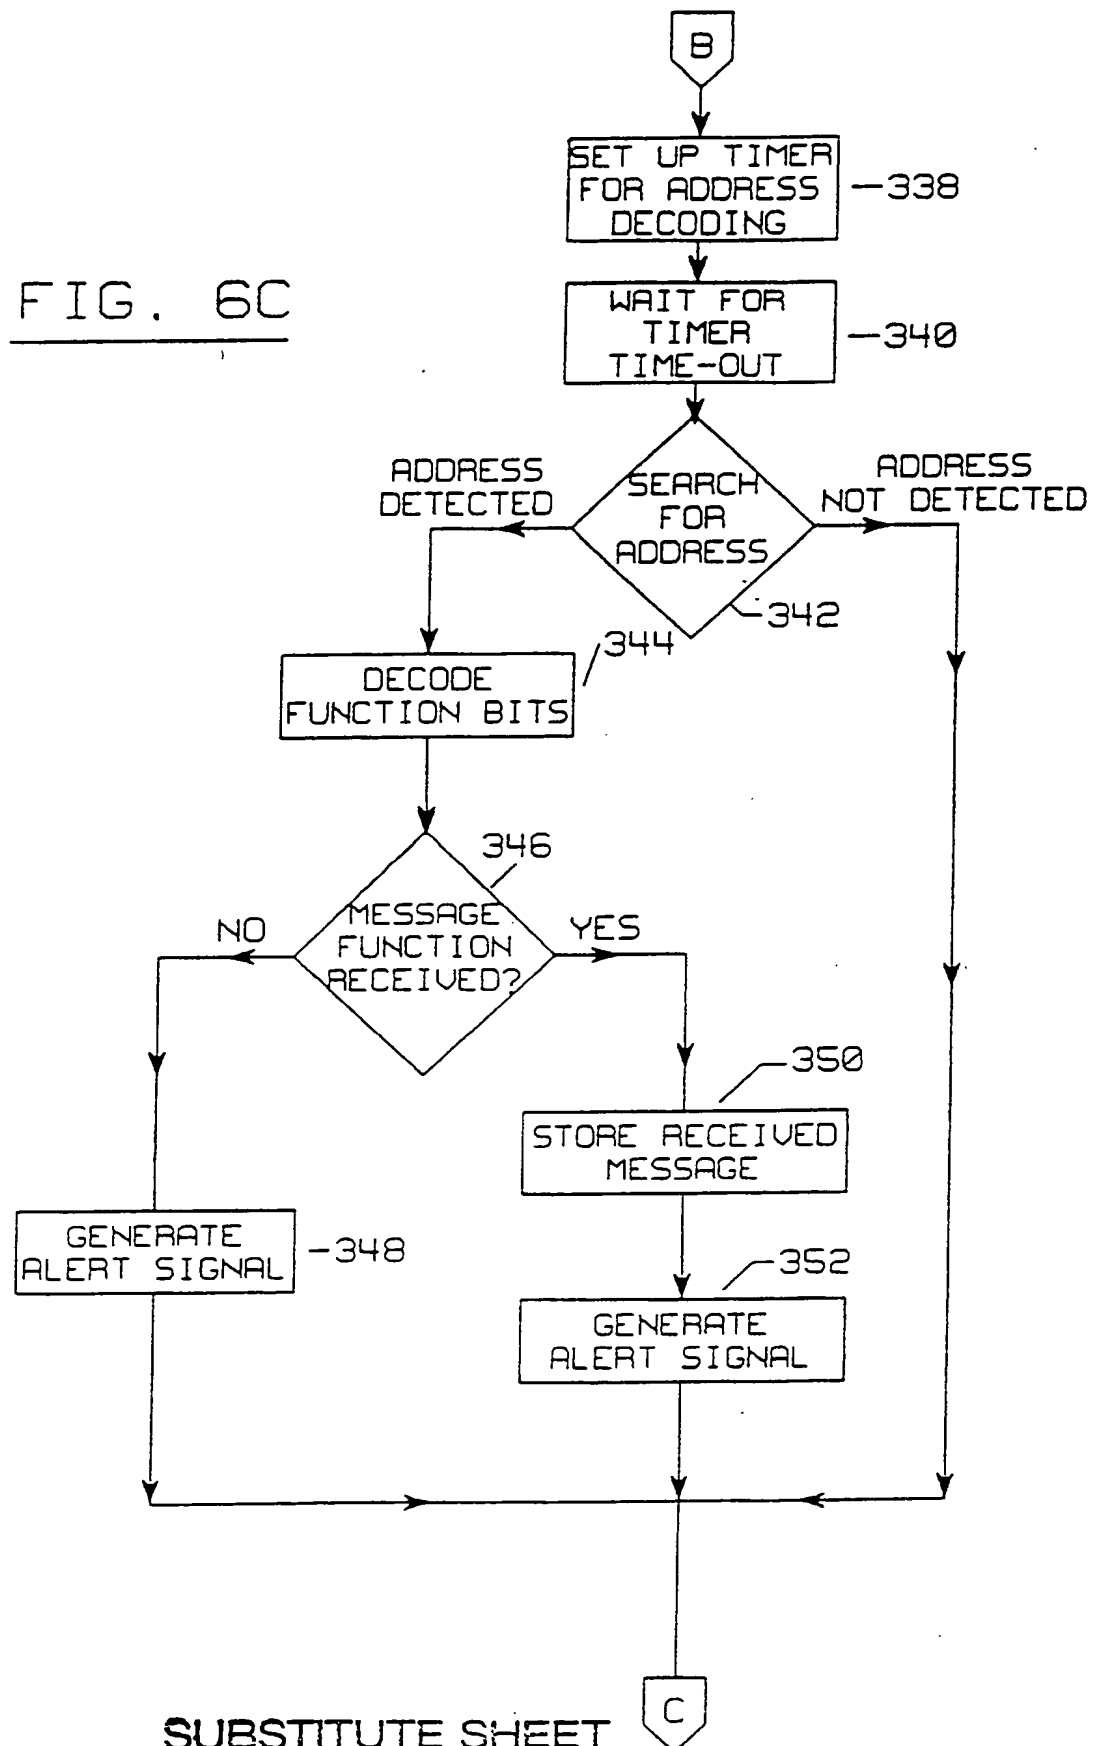 B
SET UP TIMER
FOR ADDRESS
DECODING
338
FIG. 6C
WAIT FOR
TIMER
TIME-OUT
340
ADDRESS
DETECTED
SEARCH
FOR
ADDRESS
ADDRESS
NOT DETECTED
342
344
DECODE
FUNCTION BITS
346
NO
MESSAGE
FUNCTION
RECEIVED?
YES
350
STORE RECEIVED
MESSAGE
GENERATE
ALERT SIGNAL
348
352
GENERATE
ALERT SIGNAL
C
SUBSTITUTE SHEET